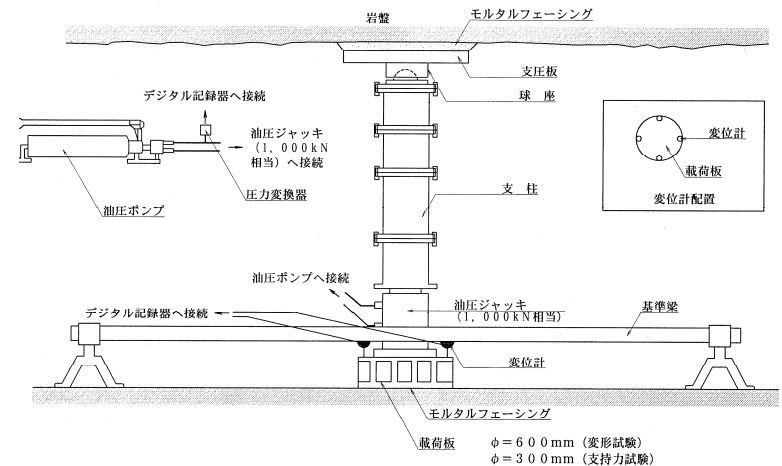 岩盤
モルタルフェーシング
支圧板
球 座
デジタル記録器へ接続
油圧ジャッキ
(1,000kN
相当)へ接続
圧力変換器
油圧ポンプ
変位計
載荷板
変位計配置
支 柱
油圧ポンプへ接続
油圧ジャッキ
(1,000kN相当)
デジタル記録器へ接続
基準梁
変位計
モルタルフェーシング
載荷板
φ=600mm(変形試験)
φ=300mm(支持力試験)